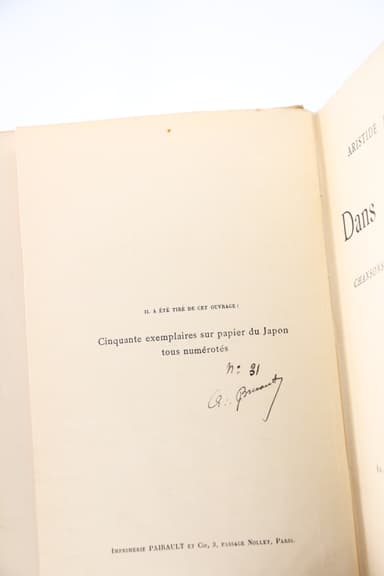 IL A ÉTÉ TIRÉ DE CET OUVRAGE :
Cinquante exemplaires sur papier du Japon
tous numérotés
No 31
A. Bruant
IMPRIMERIE PAIRAULT ET Cie, 3, PASSAGE NOLLET, PARIS.
ARISTIDE
Dans
CHANSONS